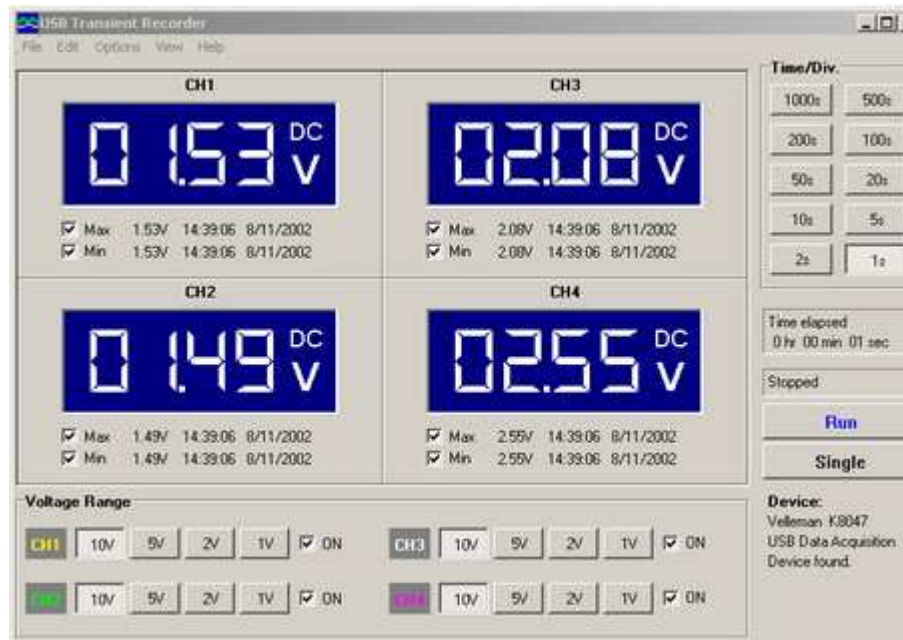 USB Transient Recorder
File Edit Options View Help
CH1
01.53 DC V
Max 1.53V 14:39:06 8/11/2002
Min 1.53V 14:39:06 8/11/2002
CH3
02.08 DC V
Max 2.08V 14:39:06 8/11/2002
Min 2.08V 14:39:06 8/11/2002
CH2
01.49 DC V
Max 1.49V 14:39:06 8/11/2002
Min 1.49V 14:39:06 8/11/2002
CH4
02.55 DC V
Max 2.55V 14:39:06 8/11/2002
Min 2.55V 14:39:06 8/11/2002
Voltage Range
CH1 10V 5V 2V 1V ON
CH3 10V 5V 2V 1V ON
CH2 10V 5V 2V 1V ON
CH4 10V 5V 2V 1V ON
Time/Div.
1000s 500s
200s 100s
50s 20s
10s 5s
2s 1s
Time elapsed
0 hr 00 min 01 sec
Stopped
Run
Single
Device:
Velleman K8047
USB Data Acquisition
Device found.